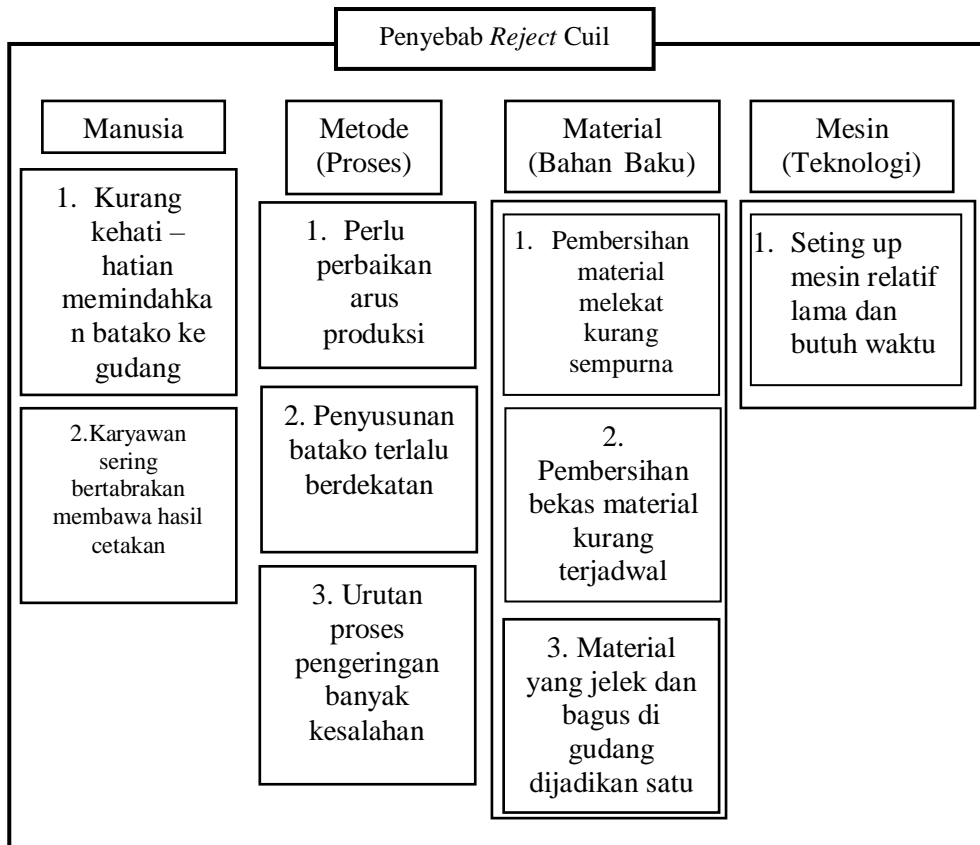 Penyebab Reject Cuil
Manusia
1. Kurang
kehati –
hatian
memindahka
n batako ke
gudang
2.Karyawan
sering
bertabrakan
membawa hasil
cetakan
Metode
(Proses)
1. Perlu
perbaikan
arus
produksi
2. Penyusunan
batako terlalu
berdekatan
3. Urutan
proses
pengeringan
banyak
kesalahan
Material
(Bahan Baku)
1. Pembersihan
material
melekat
kurang
sempurna
2.
Pembersihan
bekas material
kurang
terjadwal
3. Material
yang jelek dan
bagus di
gudang
dijadikan satu
Mesin
(Teknologi)
1. Seting up
mesin relatif
lama dan
butuh waktu